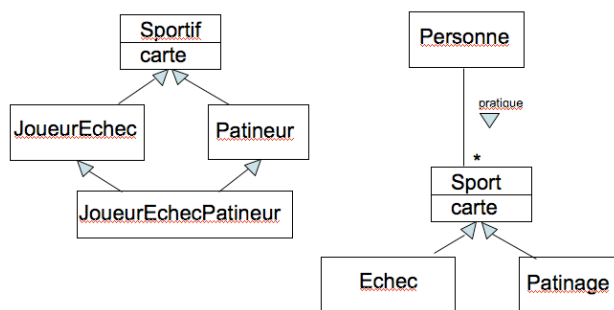 Sportif
carte
JoueurEchec
Patineur
JoueurEchecPatineur
Personne
pratique
*
Sport
carte
Echec
Patinage